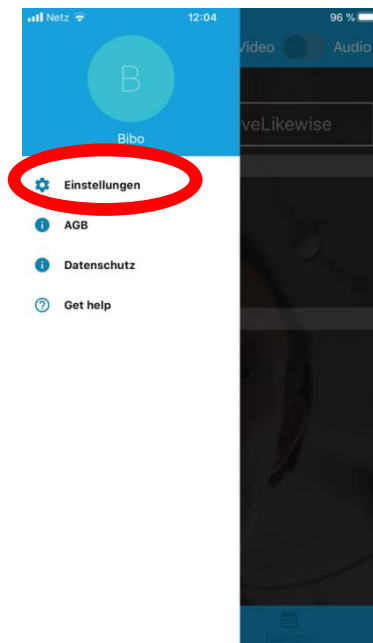 Netz 12:04 96 %
Video Audio
B
Bibo
veLikewise
Einstellungen
AGB
Datenschutz
Get help